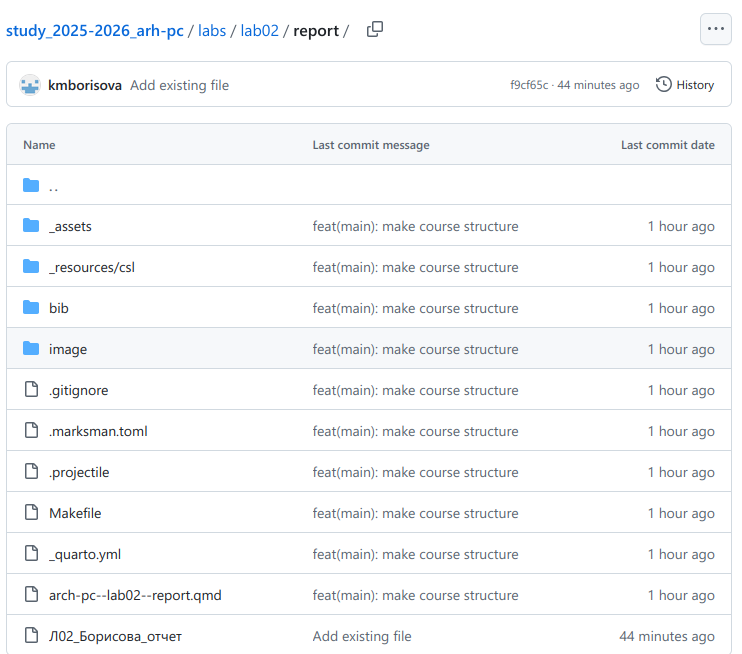 study_2025-2026_arh-pc / labs / lab02 / report /
kmborisova Add existing file f9cf65c · 44 minutes ago History
Name Last commit message Last commit date
..
_assets feat(main): make course structure 1 hour ago
_resources/csl feat(main): make course structure 1 hour ago
bib feat(main): make course structure 1 hour ago
image feat(main): make course structure 1 hour ago
.gitignore feat(main): make course structure 1 hour ago
.marksman.toml feat(main): make course structure 1 hour ago
.projectile feat(main): make course structure 1 hour ago
Makefile feat(main): make course structure 1 hour ago
_quarto.yml feat(main): make course structure 1 hour ago
arch-pc--lab02--report.qmd feat(main): make course structure 1 hour ago
Л02_Борисова_отчет Add existing file 44 minutes ago